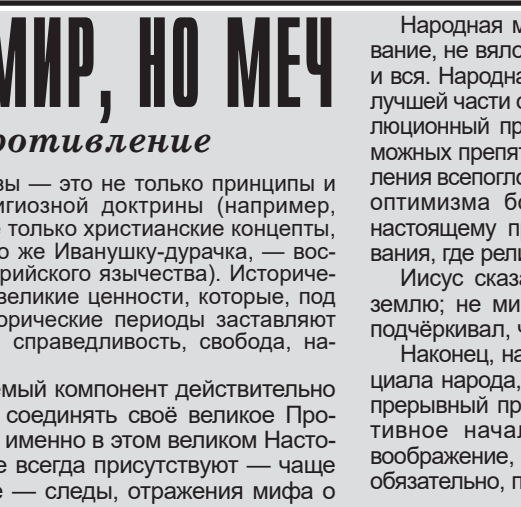 МИР, НО МЕЧ
ротивление
зы — это не только принципы и
игиозной доктрины (например,
только христианские концепты,
о же Иванушку-дурачка, — вос-
рийского язычества). Историче-
великие ценности, которые, под
орические периоды заставляют
справедливость, свобода, на-
емый компонент действительно
соединять своё великое Про-
именно в этом великом Насто-
е всегда присутствуют — чаще
е — следы, отражения мифа о
Народная м
вание, не вяло
и вся. Народна
лучшей части с
люционный пр
можных препят
ления всепогло
оптимизма бо
настоящему п
вания, где рели
Иисус сказа
землю; не ми
подчёркивал, ч
Наконец, на
циала народа,
прерывный пр
тивное начал
воображение,
обязательно, п